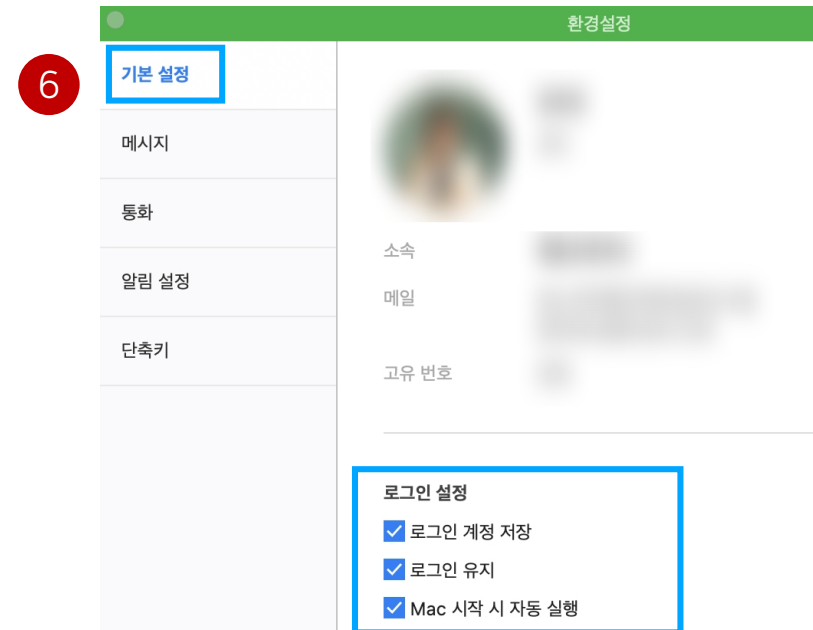 환경설정
6
기본 설정
메시지
통화
알림 설정
단축키
소속
메일
고유 번호
로그인 설정
로그인 계정 저장
로그인 유지
Mac 시작 시 자동 실행